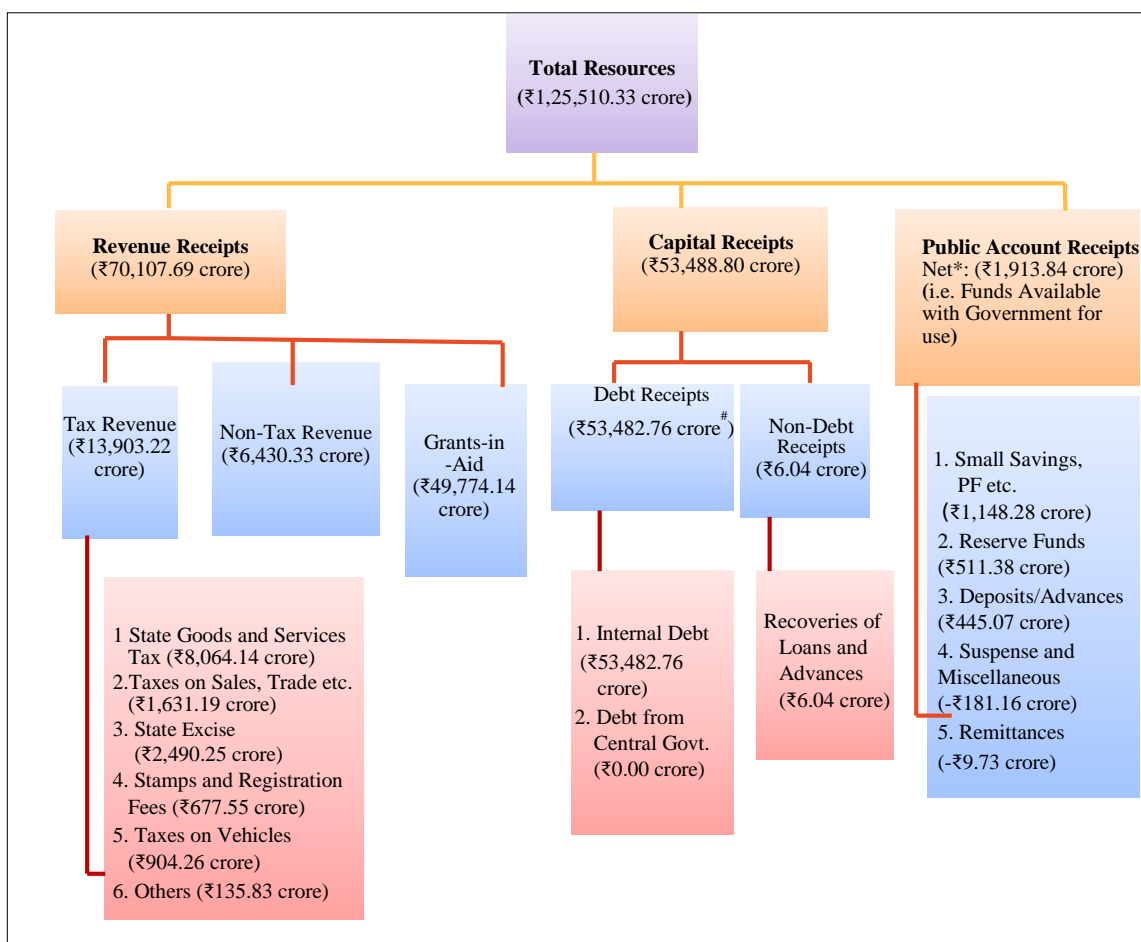 Total Resources
(₹1,25,510.33 crore)
Revenue Receipts
(₹70,107.69 crore)
Capital Receipts
(₹53,488.80 crore)
Public Account Receipts
Net*: (₹1,913.84 crore)
(i.e. Funds Available
with Government for
use)
Tax Revenue
(₹13,903.22
crore)
Non-Tax Revenue
(₹6,430.33 crore)
Grants-in
-Aid
(₹49,774.14
crore)
Debt Receipts
(₹53,482.76 crore#)
Non-Debt
Receipts
(₹6.04 crore)
1 State Goods and Services
Tax (₹8,064.14 crore)
2.Taxes on Sales, Trade etc.
(₹1,631.19 crore)
3. State Excise
(₹2,490.25 crore)
4. Stamps and Registration
Fees (₹677.55 crore)
5. Taxes on Vehicles
(₹904.26 crore)
6. Others (₹135.83 crore)
1. Internal Debt
(₹53,482.76
crore)
2. Debt from
Central Govt.
(₹0.00 crore)
Recoveries of
Loans and
Advances
(₹6.04 crore)
1. Small Savings,
PF etc.
(₹1,148.28 crore)
2. Reserve Funds
(₹511.38 crore)
3. Deposits/Advances
(₹445.07 crore)
4. Suspense and
Miscellaneous
(-₹181.16 crore)
5. Remittances
(-₹9.73 crore)